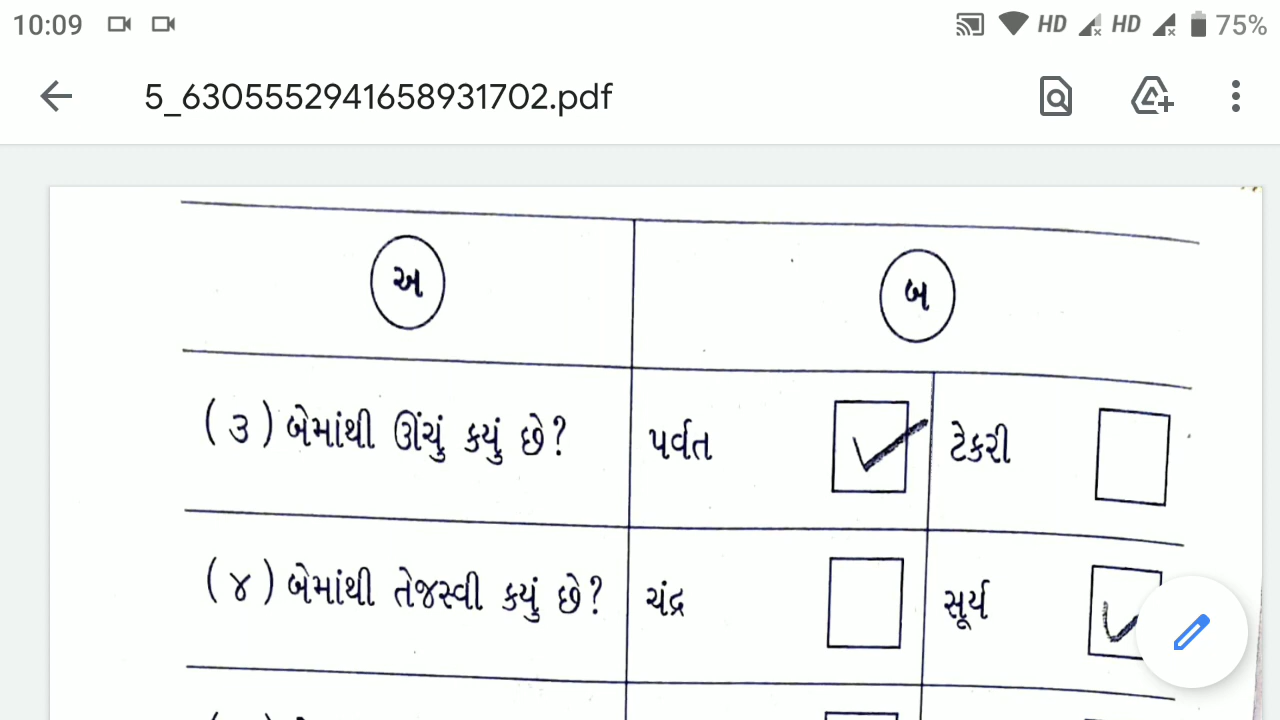 10:09 HD HD 75%
5_6305552941658931702.pdf
અ બ
(૩) બેમાંથી ઊંચું કયું છે? પર્વત ટેકરી
(૪) બેમાંથી તેજસ્વી કયું છે? ચંદ્ર સૂર્ય